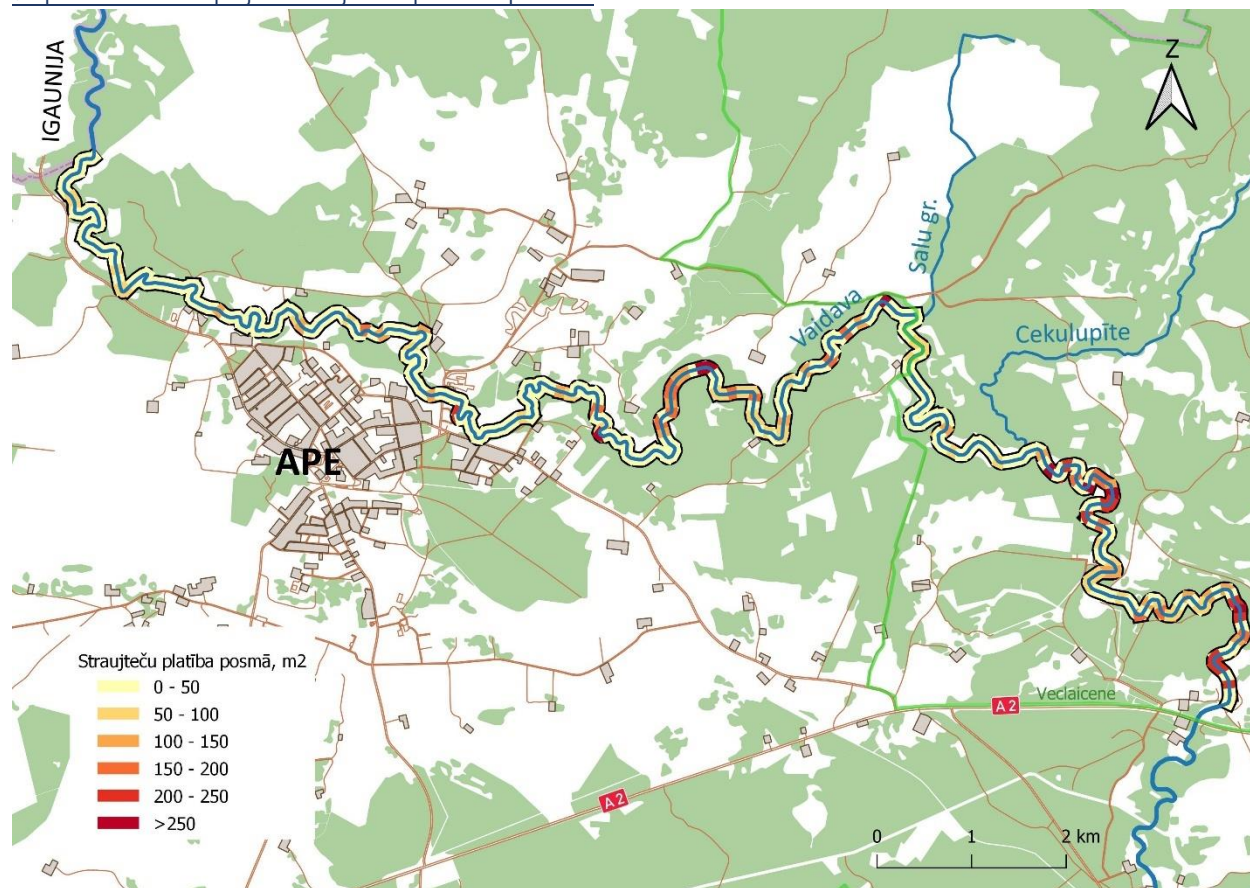 IGAUNIJA
Z
Salu gr.
Vaidava
Cekulupīte
APE
Veclaicene
A 2
A 2
Straujteču platība posmā, m2
0 - 50
50 - 100
100 - 150
150 - 200
200 - 250
>250
0 1 2 km